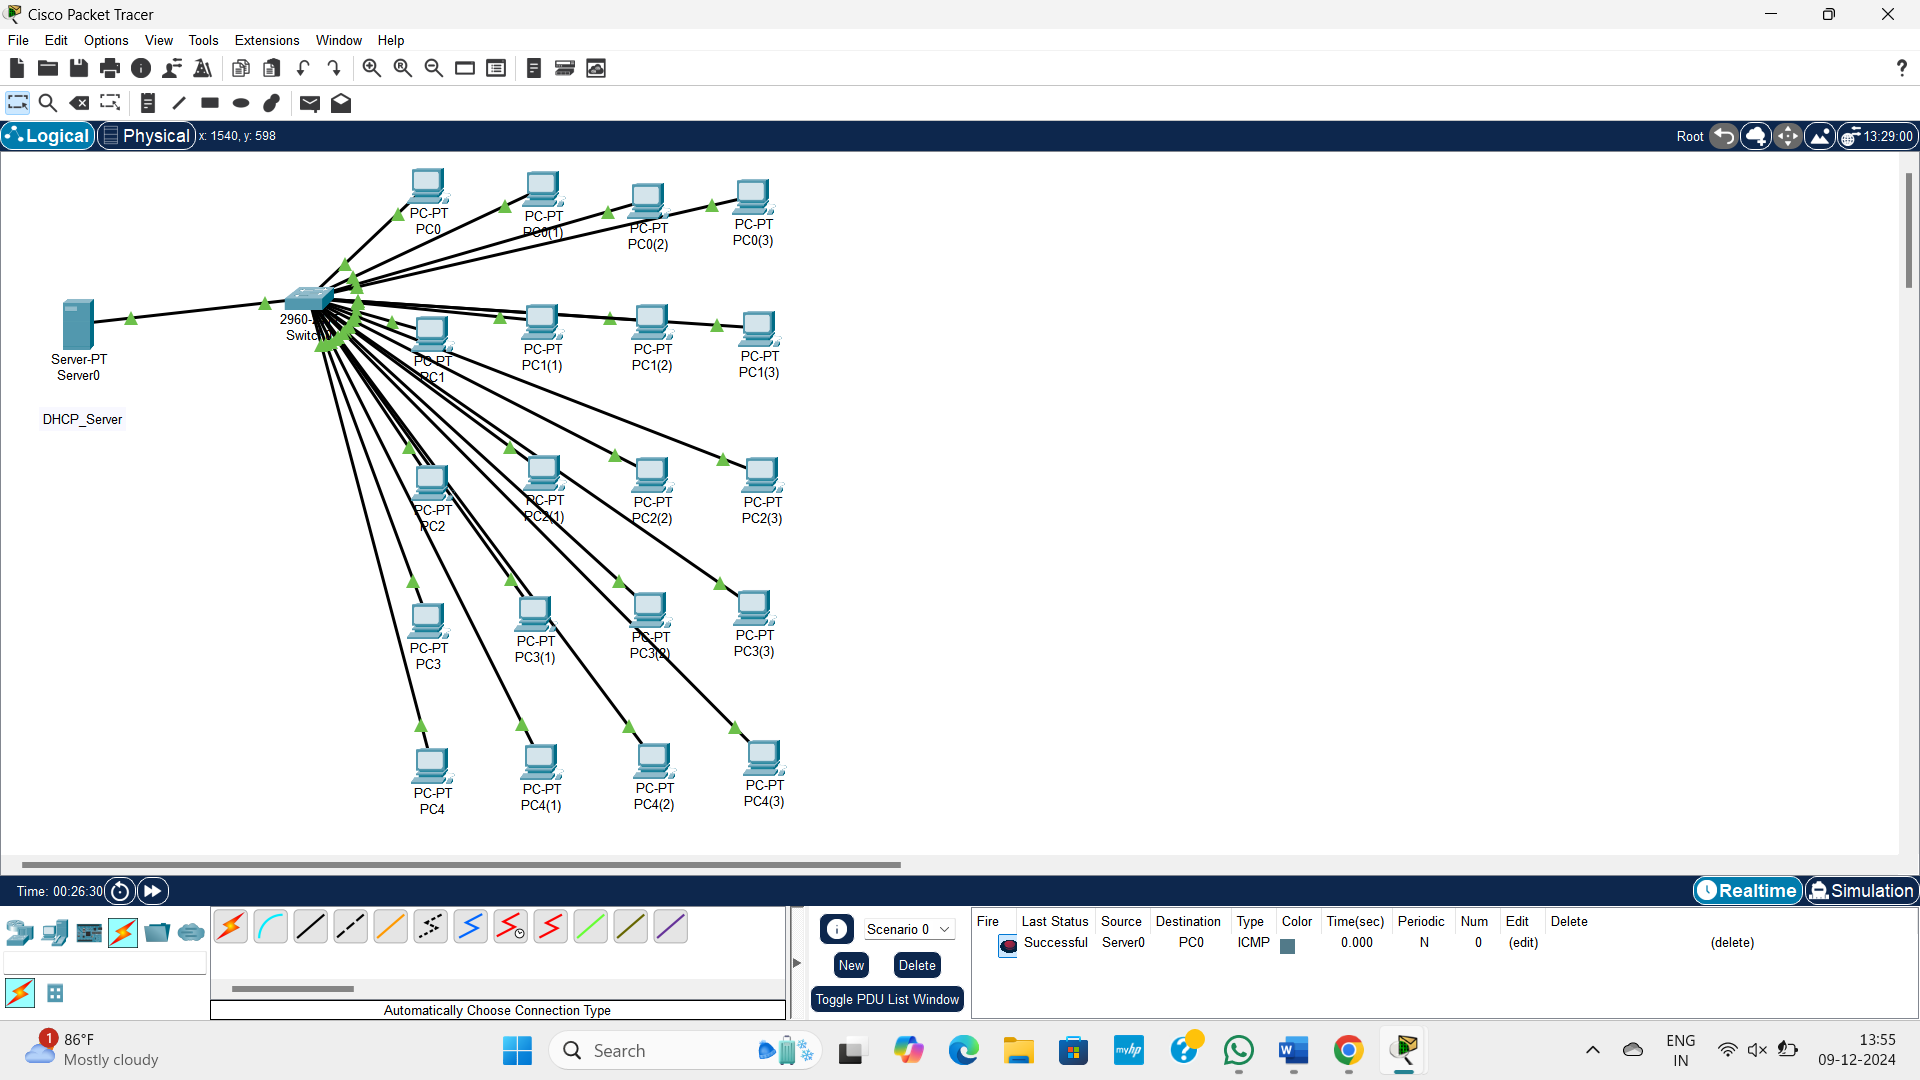 Cisco Packet Tracer
File Edit Options View Tools Extensions Window Help
?
Logical Physical x: 1540, y: 598 Root 13:29:00
PC-PT
PC0
PC-PT
PC0(1)
PC-PT
PC0(2)
PC-PT
PC0(3)
Server-PT
Server0
DHCP_Server
2960-
Switch
PC-PT
PC1
PC-PT
PC1(1)
PC-PT
PC1(2)
PC-PT
PC1(3)
PC-PT
PC2
PC-PT
PC2(1)
PC-PT
PC2(2)
PC-PT
PC2(3)
PC-PT
PC3
PC-PT
PC3(1)
PC-PT
PC3(2)
PC-PT
PC3(3)
PC-PT
PC4
PC-PT
PC4(1)
PC-PT
PC4(2)
PC-PT
PC4(3)
Time: 00:26:30 Realtime Simulation
Automatically Choose Connection Type
Scenario 0
New Delete
Toggle PDU List Window
Fire Last Status Source Destination Type Color Time(sec) Periodic Num Edit Delete
Successful Server0 PC0 ICMP 0.000 N 0 (edit) (delete)
1
86°F
Mostly cloudy
Search
myhp
ENG
IN
13:55
09-12-2024